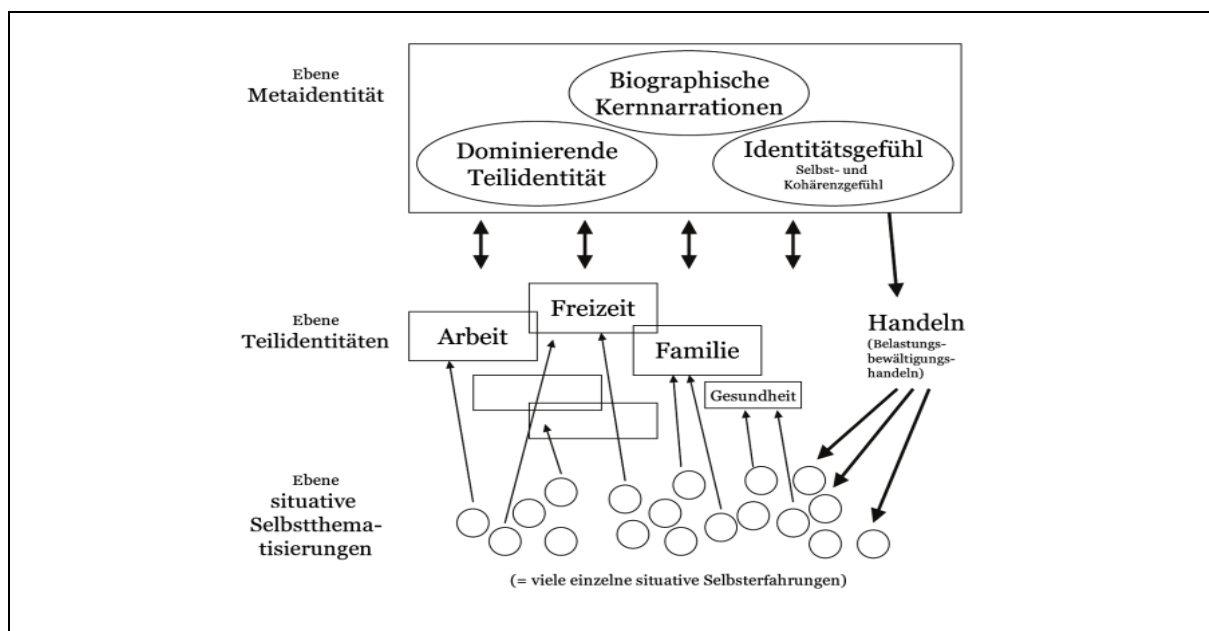 Ebene
Metaidentität
Biographische
Kernnarrationen
Dominierende
Teilidentität
Identitätsgefühl
Selbst- und
Kohärenzgefühl
Ebene
Teilidentitäten
Arbeit
Freizeit
Familie
Gesundheit
Handeln
(Belastungs-
bewältigungs-
handeln)
Ebene
situative
Selbstthema-
tisierungen
(= viele einzelne situative Selbsterfahrungen)